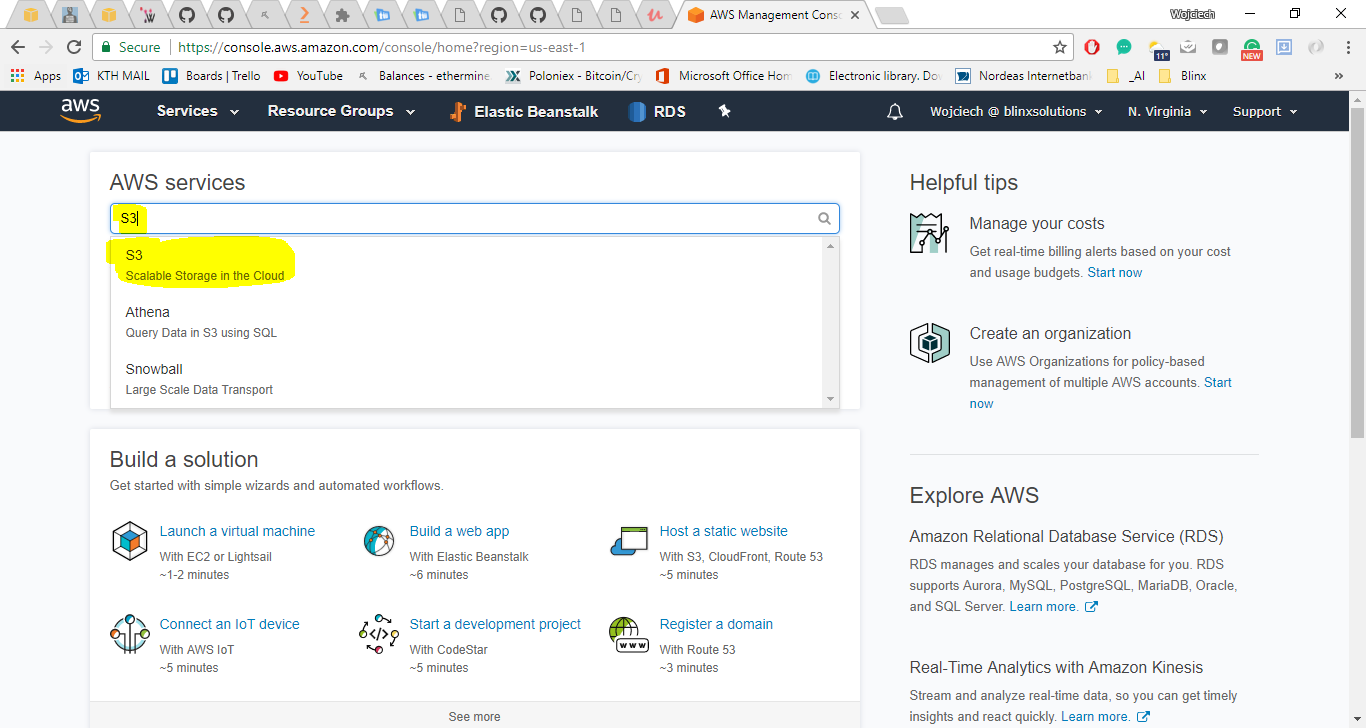 AWS Management Cons
Wojciech
Secure
https://console.aws.amazon.com/console/home?region=us-east-1
11°
NEW
Apps
KTH MAIL
Boards | Trello
YouTube
Balances - ethermine.
Poloniex - Bitcoin/Cry
Microsoft Office Hom
Electronic library. Dov
Nordeas Internetbank
_AI
Blinx
»
aws
Services
Resource Groups
Elastic Beanstalk
RDS
Wojciech @ blinxsolutions
N. Virginia
Support
AWS services
S3
S3
Scalable Storage in the Cloud
Athena
Query Data in S3 using SQL
Snowball
Large Scale Data Transport
Build a solution
Get started with simple wizards and automated workflows.
Launch a virtual machine
With EC2 or Lightsail
~1-2 minutes
Build a web app
With Elastic Beanstalk
~6 minutes
Host a static website
With S3, CloudFront, Route 53
~5 minutes
Connect an IoT device
With AWS IoT
~5 minutes
Start a development project
With CodeStar
~5 minutes
www
Register a domain
With Route 53
~3 minutes
See more
Helpful tips
Manage your costs
Get real-time billing alerts based on your cost
and usage budgets. Start now
Create an organization
Use AWS Organizations for policy-based
management of multiple AWS accounts. Start
now
Explore AWS
Amazon Relational Database Service (RDS)
RDS manages and scales your database for you. RDS
supports Aurora, MySQL, PostgreSQL, MariaDB, Oracle,
and SQL Server. Learn more.
Real-Time Analytics with Amazon Kinesis
Stream and analyze real-time data, so you can get timely
insights and react quickly. Learn more.